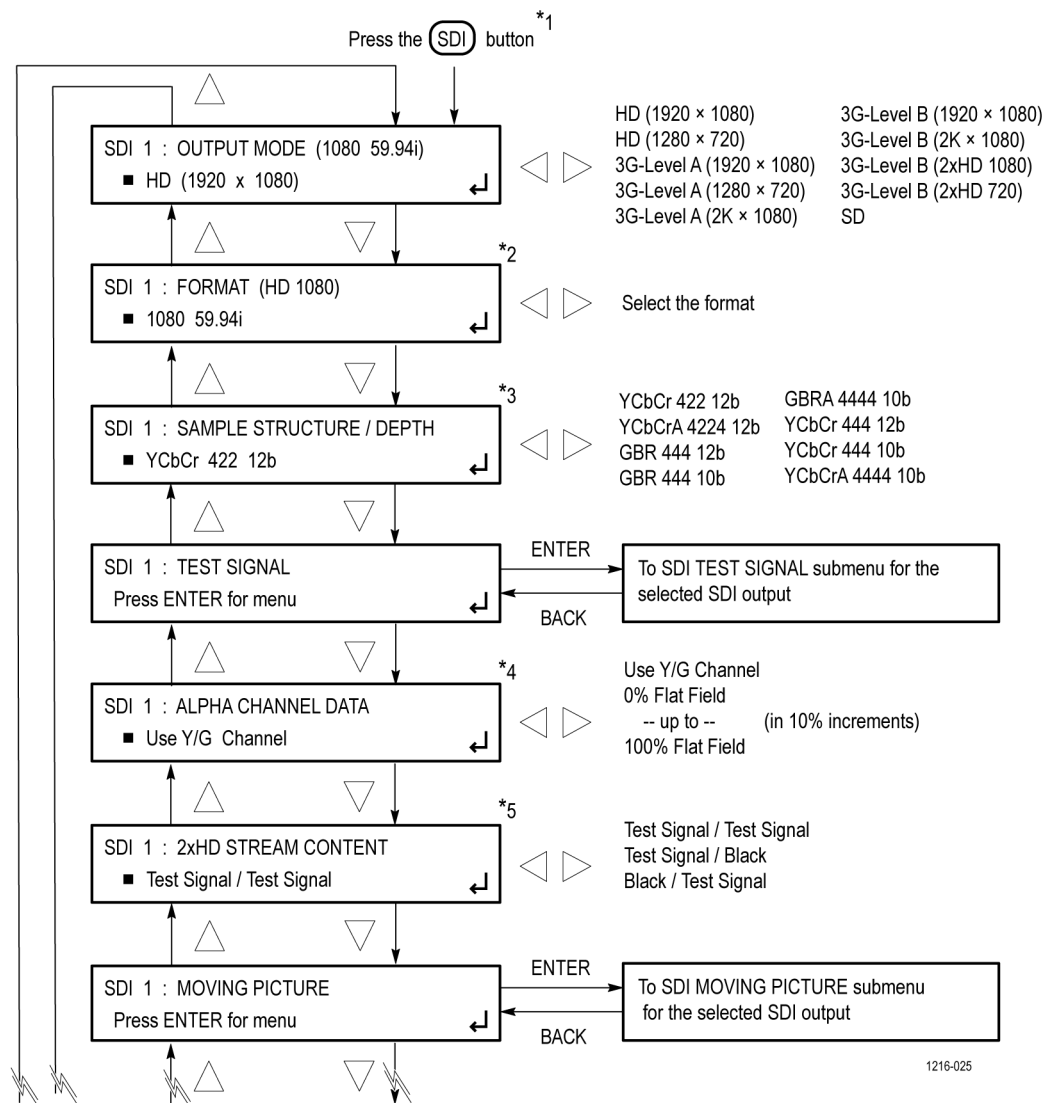 Press the SDI button *1
SDI 1 : OUTPUT MODE (1080 59.94i)
■ HD (1920 x 1080)
HD (1920 × 1080)
HD (1280 × 720)
3G-Level A (1920 × 1080)
3G-Level A (1280 × 720)
3G-Level A (2K × 1080)
3G-Level B (1920 × 1080)
3G-Level B (2K × 1080)
3G-Level B (2xHD 1080)
3G-Level B (2xHD 720)
SD
*2
SDI 1 : FORMAT (HD 1080)
■ 1080 59.94i
Select the format
*3
SDI 1 : SAMPLE STRUCTURE / DEPTH
■ YCbCr 422 12b
YCbCr 422 12b
YCbCrA 4224 12b
GBR 444 12b
GBR 444 10b
GBRA 4444 10b
YCbCr 444 12b
YCbCr 444 10b
YCbCrA 4444 10b
SDI 1 : TEST SIGNAL
Press ENTER for menu
ENTER
BACK
To SDI TEST SIGNAL submenu for the
selected SDI output
*4
SDI 1 : ALPHA CHANNEL DATA
■ Use Y/G Channel
Use Y/G Channel
0% Flat Field
-- up to -- (in 10% increments)
100% Flat Field
*5
SDI 1 : 2xHD STREAM CONTENT
■ Test Signal / Test Signal
Test Signal / Test Signal
Test Signal / Black
Black / Test Signal
SDI 1 : MOVING PICTURE
Press ENTER for menu
ENTER
BACK
To SDI MOVING PICTURE submenu
for the selected SDI output
1216-025